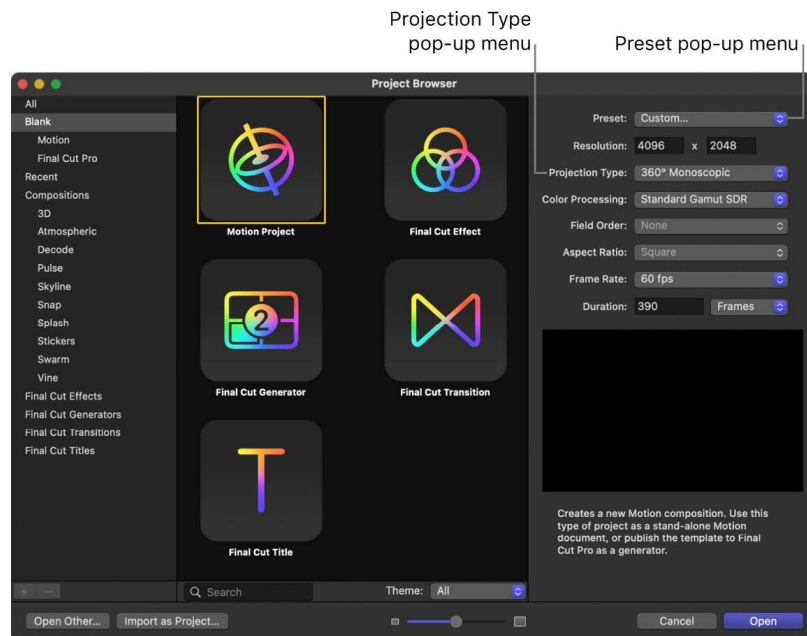 Projection Type
pop-up menu
Preset pop-up menu
Project Browser
All
Blank
Motion
Final Cut Pro
Recent
Compositions
3D
Atmospheric
Decode
Pulse
Skyline
Snap
Splash
Stickers
Swarm
Vine
Final Cut Effects
Final Cut Generators
Final Cut Transitions
Final Cut Titles
Motion Project
Final Cut Effect
2
Final Cut Generator
Final Cut Transition
T
Final Cut Title
Search
Theme: All
Preset: Custom...
Resolution: 4096 x 2048
Projection Type: 360° Monoscopic
Color Processing: Standard Gamut SDR
Field Order: None
Aspect Ratio: Square
Frame Rate: 60 fps
Duration: 390 Frames
Creates a new Motion composition. Use this
type of project as a stand-alone Motion
document, or publish the template to Final
Cut Pro as a generator.
+ −
Open Other... Import as Project...
Cancel Open